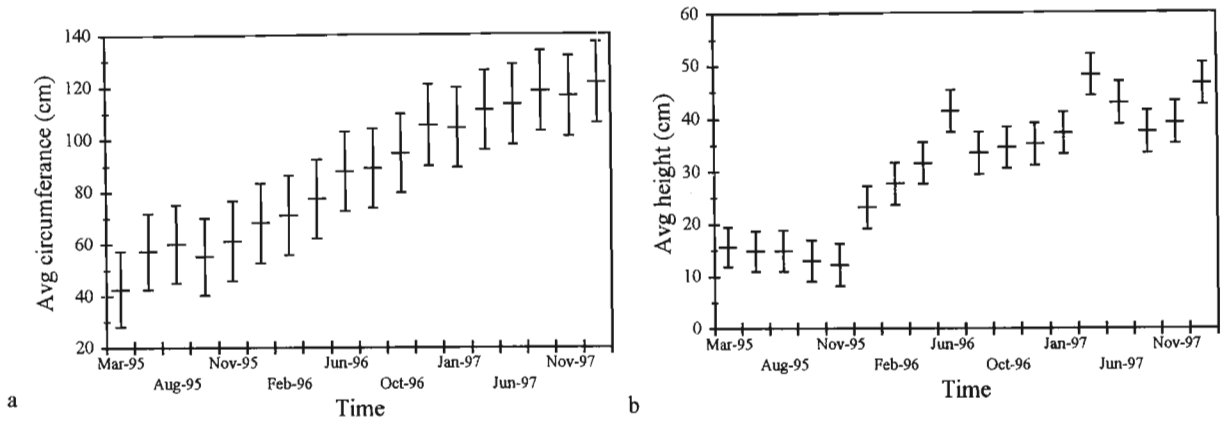 140
120
100
80
60
40
20
Avg circumferance (cm)
Mar-95 Nov-95 Jun-96 Jan-97 Nov-97
Aug-95 Feb-96 Oct-96 Jun-97
Time
a
60
50
40
30
20
10
0
Avg height (cm)
Mar-95 Nov-95 Jun-96 Jan-97 Nov-97
Aug-95 Feb-96 Oct-96 Jun-97
Time
b